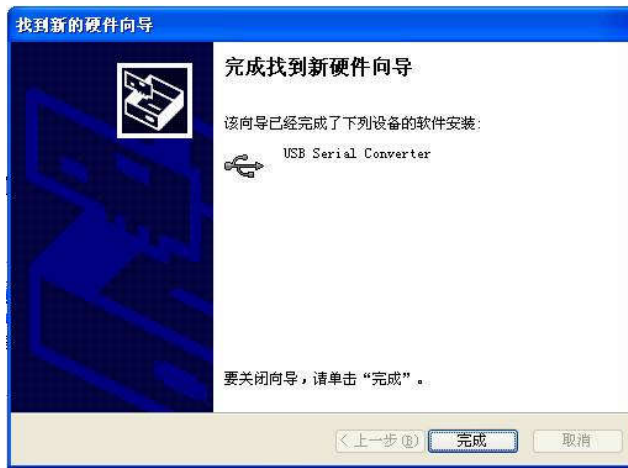 找到新的硬件向导
完成找到新硬件向导
该向导已经完成了下列设备的软件安装:
USB Serial Converter
要关闭向导，请单击“完成”。
<上一步(B)
完成
取消